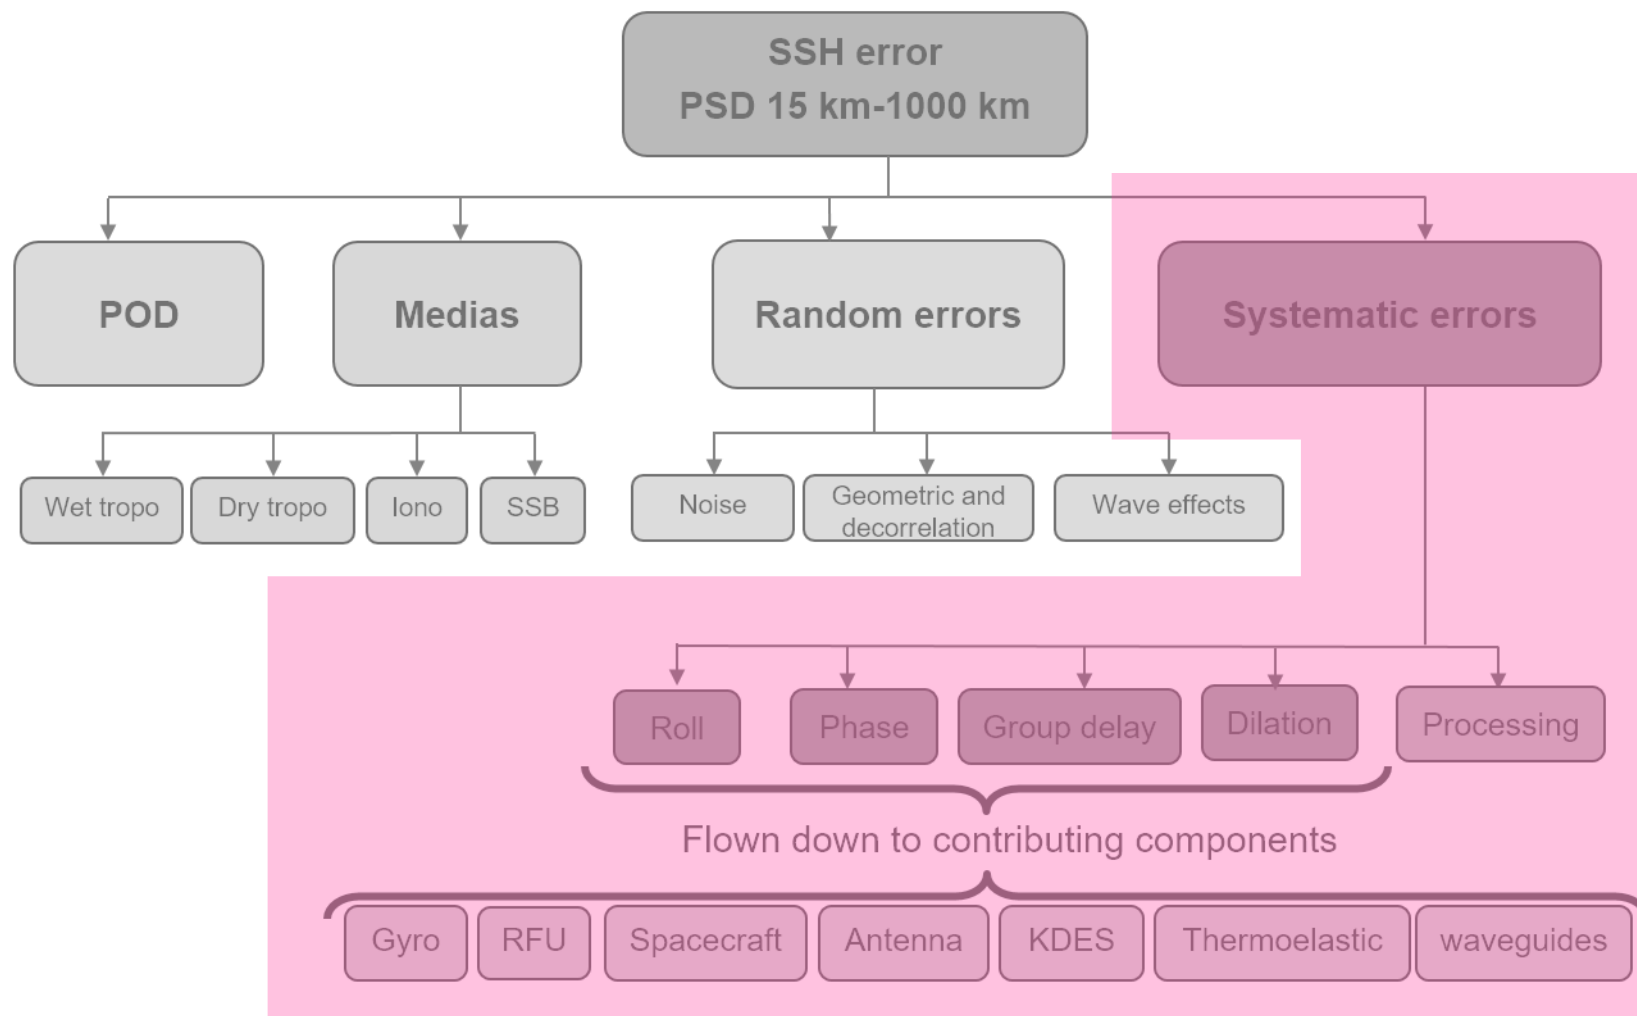 SSH error
PSD 15 km-1000 km
POD
Medias
Random errors
Systematic errors
Wet tropo
Dry tropo
Iono
SSB
Noise
Geometric and
decorrelation
Wave effects
Roll
Phase
Group delay
Dilation
Processing
Flown down to contributing components
Gyro
RFU
Spacecraft
Antenna
KDES
Thermoelastic
waveguides